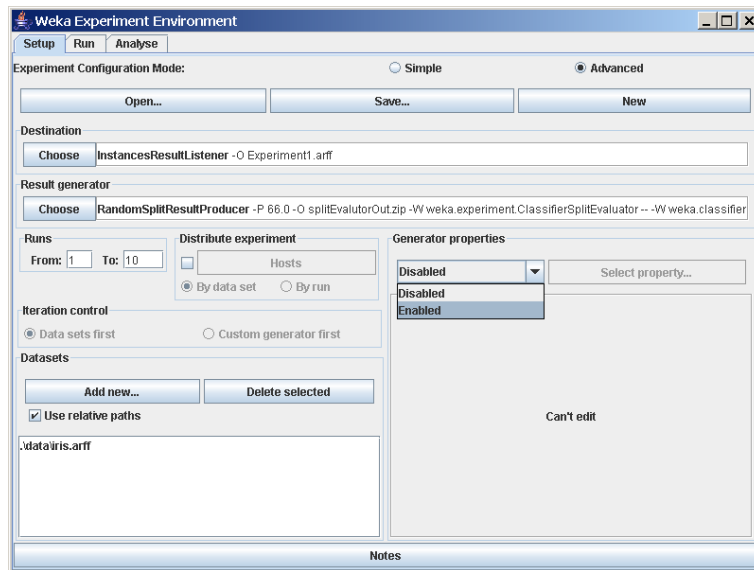 Weka Experiment Environment
Setup Run Analyse
Experiment Configuration Mode: Simple Advanced
Open... Save... New
Destination
Choose InstancesResultListener -O Experiment1.arff
Result generator
Choose RandomSplitResultProducer -P 66.0 -O splitEvalutorOut.zip -W weka.experiment.ClassifierSplitEvaluator -- -W weka.classifier
Runs Distribute experiment Generator properties
From: 1 To: 10 Hosts Disabled Select property...
By data set By run Disabled
Enabled
Iteration control
Data sets first Custom generator first
Datasets
Add new... Delete selected
Use relative paths Can't edit
.\data\iris.arff
Notes